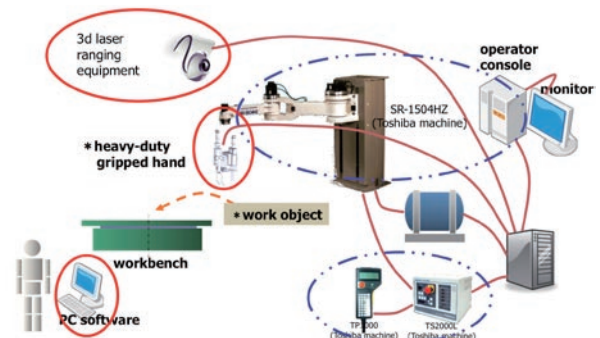 3d laser
ranging
equipment
operator
console
monitor
SR-1504HZ
(Toshiba machine)
* heavy-duty
gripped hand
* work object
workbench
PC software
TP1000
(Toshiba machine)
TS2000L
(Toshiba matthine)